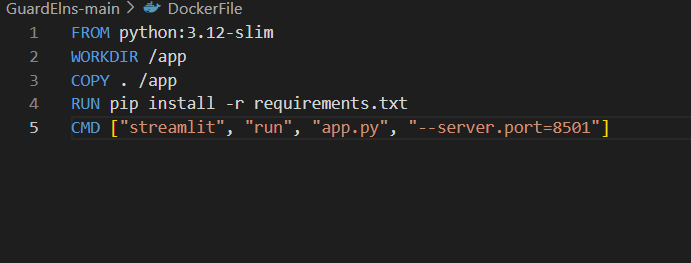 GuardElns-main > DockerFile
1 FROM python:3.12-slim
2 WORKDIR /app
3 COPY . /app
4 RUN pip install -r requirements.txt
5 CMD ["streamlit", "run", "app.py", "--server.port=8501"]